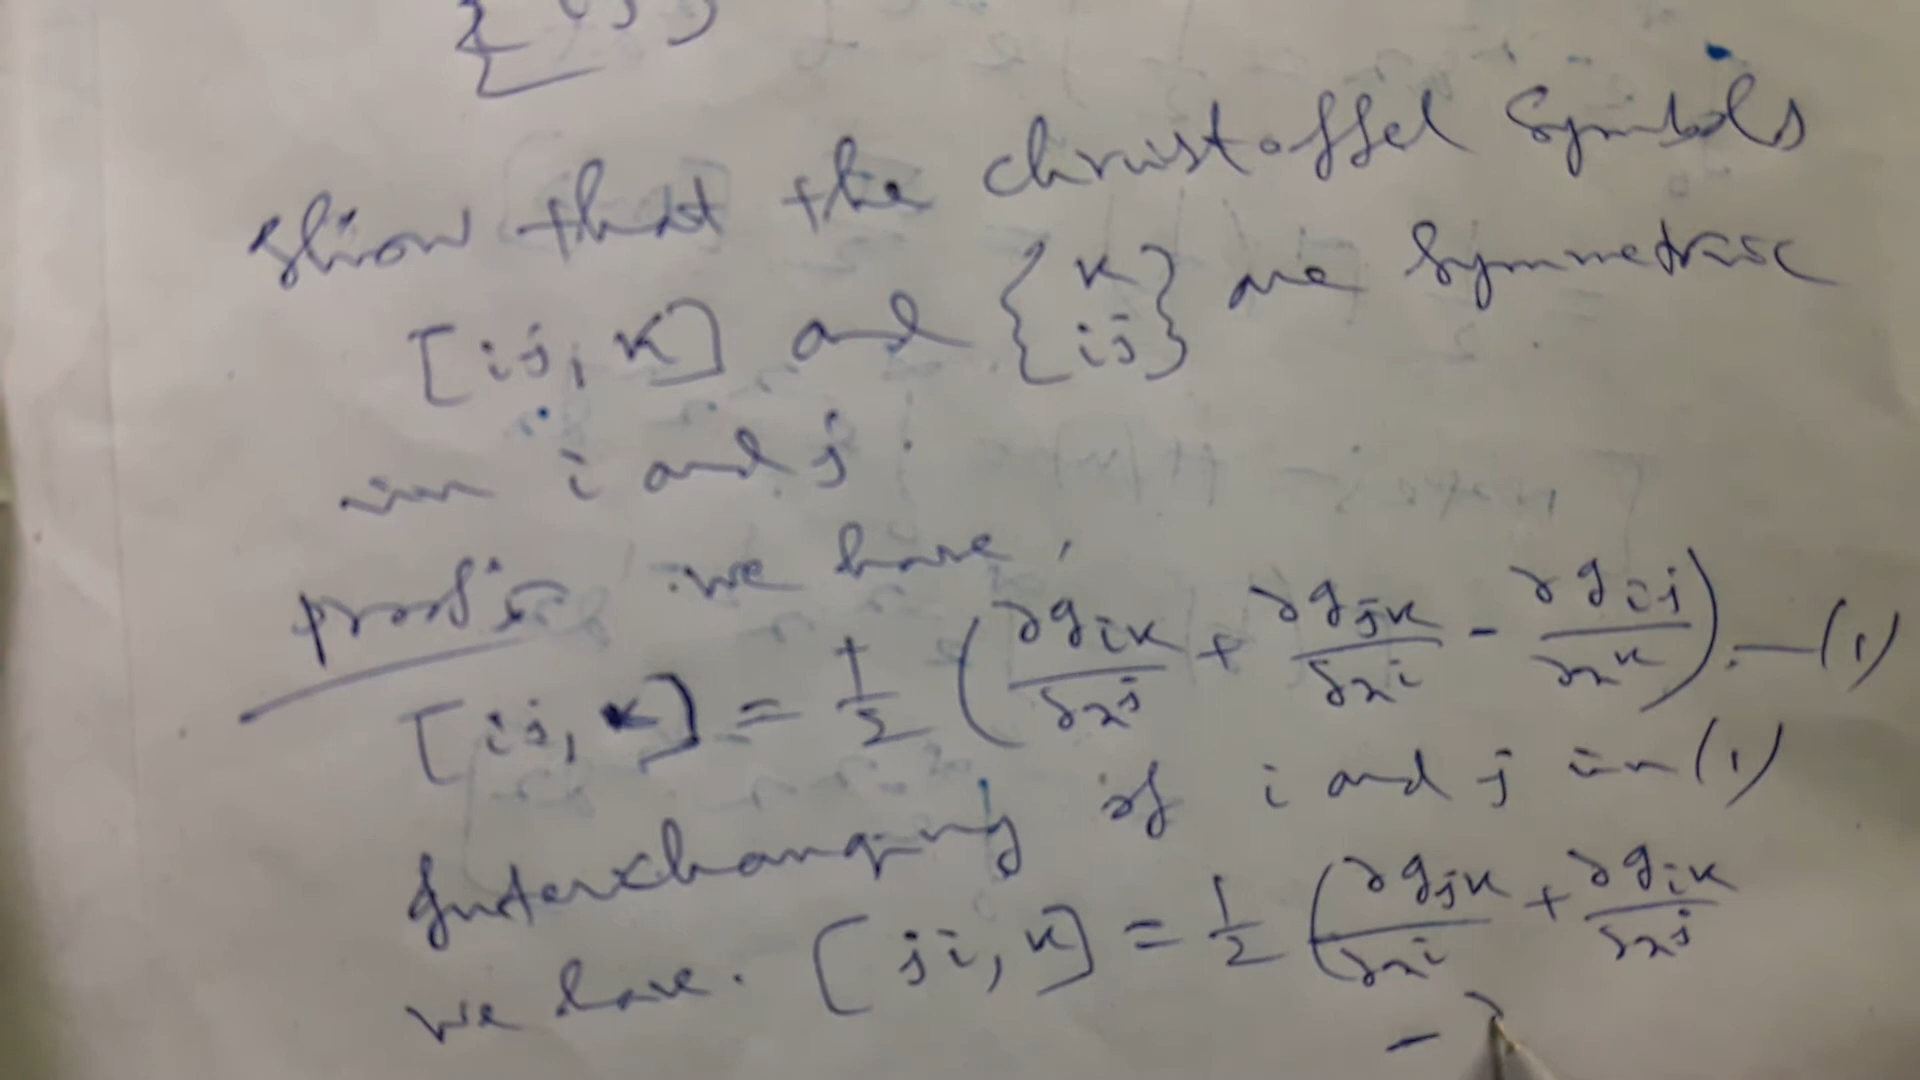 { ij }
Show that the christoffel Symbols
[ij, k] and {k ij} are Symmetric
in i and j.
proof:- we have,
[ij, k] = 1/2 (∂g_ik/∂x^j + ∂g_jk/∂x^i - ∂g_ij/∂x^k). —(1)
Interchanging of i and j in (1)
we have. [ji, k] = 1/2 (∂g_jk/∂x^i + ∂g_ik/∂x^j
- ∂